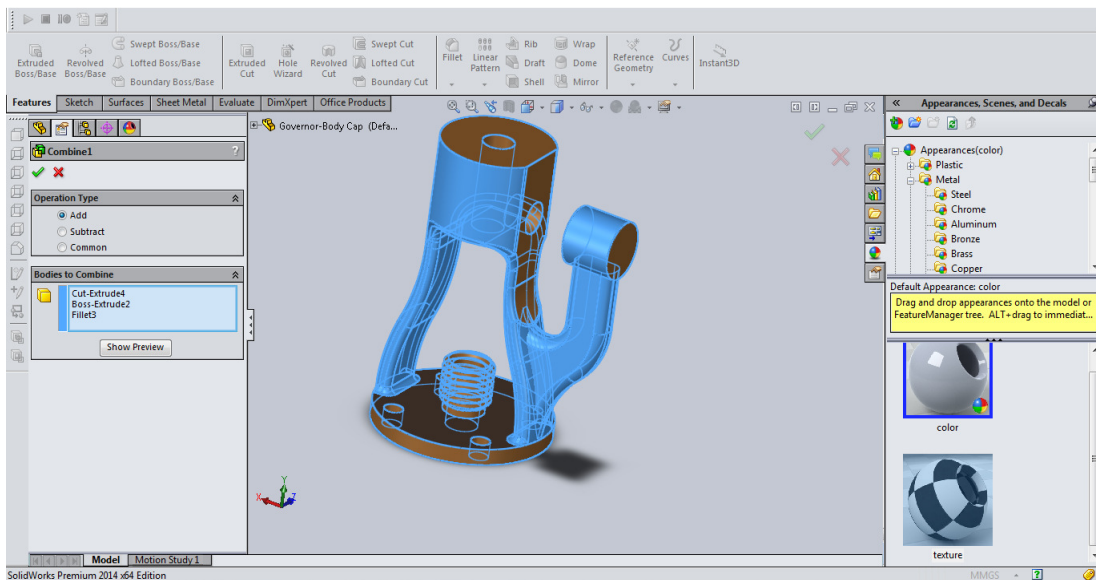 Swept Boss/Base
Lofted Boss/Base
Boundary Boss/Base
Extruded
Boss/Base
Revolved
Boss/Base
Extruded
Cut
Hole
Wizard
Revolved
Cut
Swept Cut
Lofted Cut
Boundary Cut
Fillet
Linear
Pattern
Rib
Draft
Shell
Wrap
Dome
Mirror
Reference
Geometry
Curves
Instant3D
Features
Sketch
Surfaces
Sheet Metal
Evaluate
DimXpert
Office Products
Combine1
?
Operation Type
Add
Subtract
Common
Bodies to Combine
Cut-Extrude4
Boss-Extrude2
Fillet3
Show Preview
Governor-Body Cap (Defa...
Y
X
Z
Appearances, Scenes, and Decals
Appearances(color)
Plastic
Metal
Steel
Chrome
Aluminum
Bronze
Brass
Copper
Default Appearance: color
Drag and drop appearances onto the model or
FeatureManager tree. ALT+drag to immediat...
color
texture
Model
Motion Study 1
SolidWorks Premium 2014 x64 Edition
MMGS
?